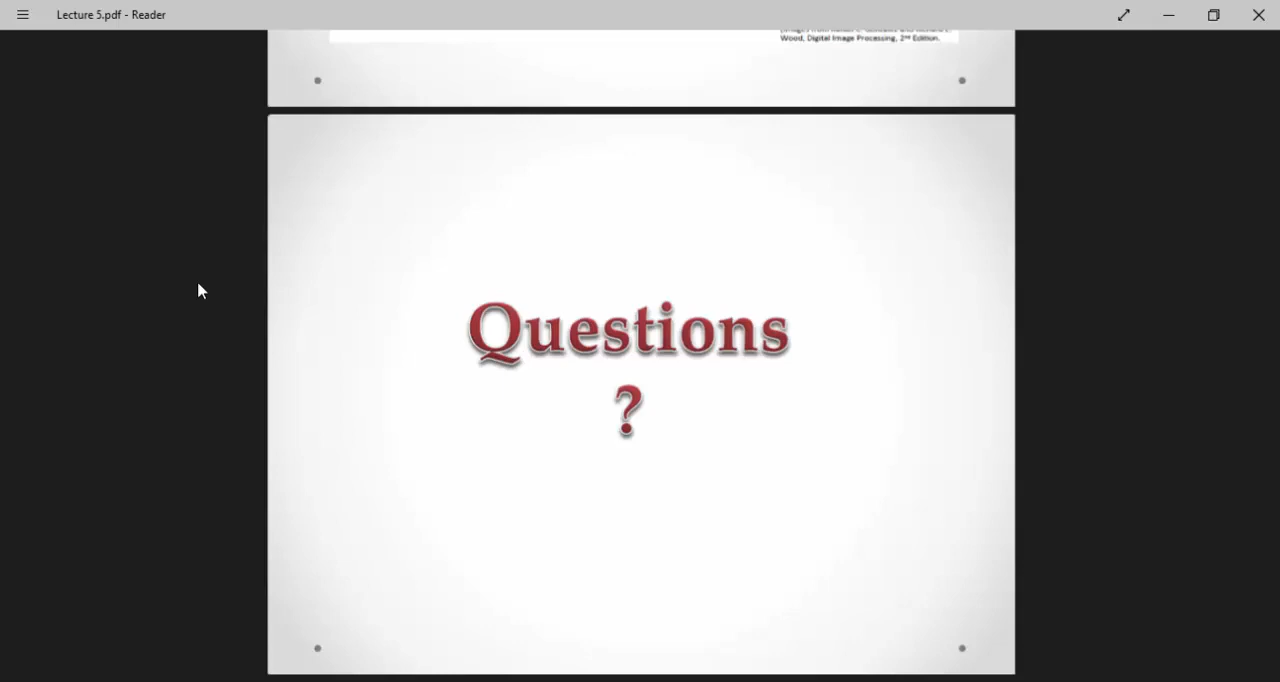 Lecture 5.pdf - Reader
Wood, Digital Image Processing, 2nd Edition.
Questions
?